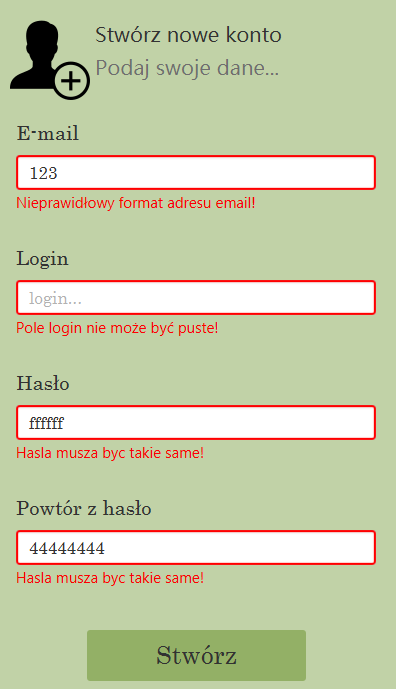 Stwórz nowe konto
Podaj swoje dane...
E-mail
123
Nieprawidłowy format adresu email!
Login
login...
Pole login nie może być puste!
Hasło
ffffff
Hasla musza byc takie same!
Powtór z hasło
44444444
Hasla musza byc takie same!
Stwórz